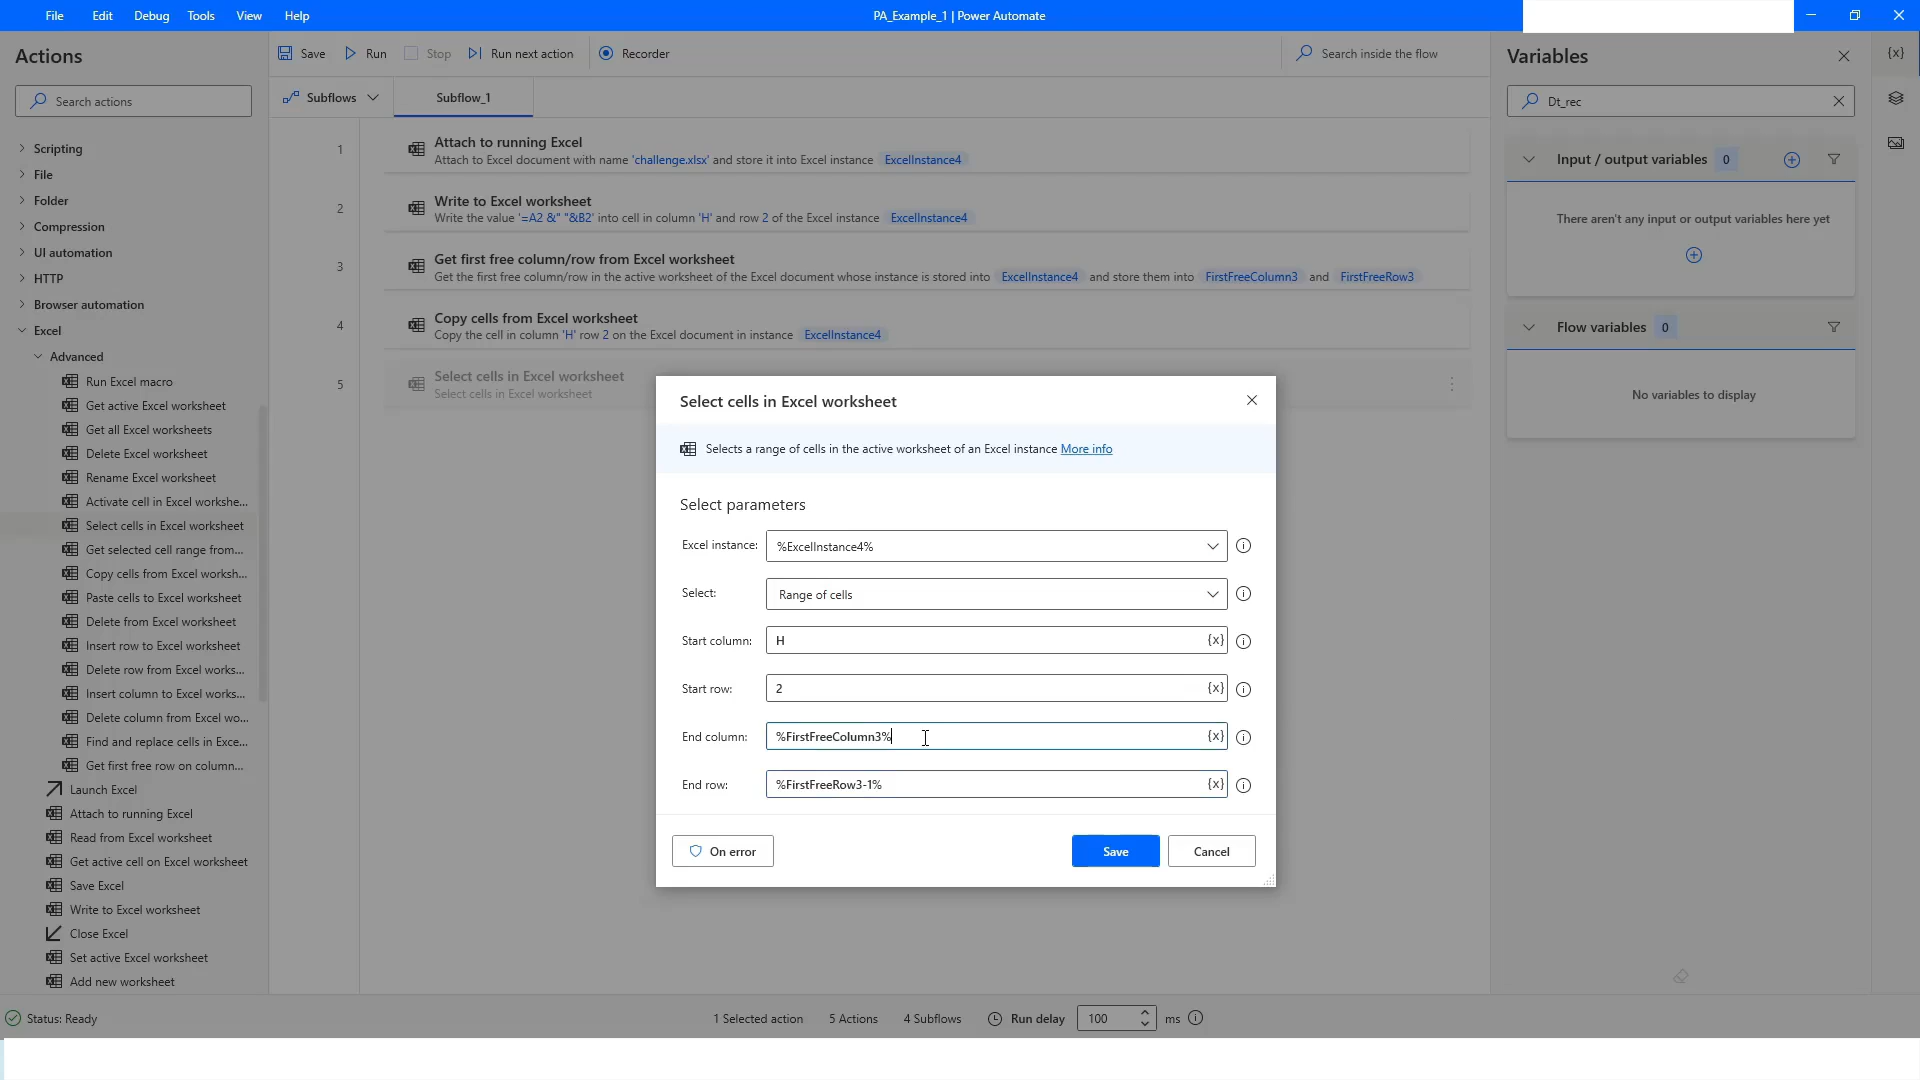 File Edit Debug Tools View Help
PA_Example_1 | Power Automate
Actions
Search actions
Scripting
File
Folder
Compression
UI automation
HTTP
Browser automation
Excel
Advanced
Run Excel macro
Get active Excel worksheet
Get all Excel worksheets
Delete Excel worksheet
Rename Excel worksheet
Activate cell in Excel workshe...
Select cells in Excel worksheet
Get selected cell range from...
Copy cells from Excel worksh...
Paste cells to Excel worksheet
Delete from Excel worksheet
Insert row to Excel worksheet
Delete row from Excel works...
Insert column to Excel works...
Delete column from Excel wo...
Find and replace cells in Exce...
Get first free row on column...
Launch Excel
Attach to running Excel
Read from Excel worksheet
Get active cell on Excel worksheet
Save Excel
Write to Excel worksheet
Close Excel
Set active Excel worksheet
Add new worksheet
Save Run Stop Run next action Recorder Search inside the flow
Subflows Subflow_1
1 Attach to running Excel
Attach to Excel document with name 'challenge.xlsx' and store it into Excel instance ExcelInstance4
2 Write to Excel worksheet
Write the value '=A2 &" "&B2' into cell in column 'H' and row 2 of the Excel instance ExcelInstance4
3 Get first free column/row from Excel worksheet
Get the first free column/row in the active worksheet of the Excel document whose instance is stored into ExcelInstance4 and store them into FirstFreeColumn3 and FirstFreeRow3
4 Copy cells from Excel worksheet
Copy the cell in column 'H' row 2 on the Excel document in instance ExcelInstance4
5 Select cells in Excel worksheet
Select cells in Excel worksheet
Select cells in Excel worksheet
Selects a range of cells in the active worksheet of an Excel instance More info
Select parameters
Excel instance: %ExcelInstance4%
Select: Range of cells
Start column: H {x}
Start row: 2 {x}
End column: %FirstFreeColumn3% {x}
End row: %FirstFreeRow3-1% {x}
On error Save Cancel
Variables
{x}
Dt_rec
Input / output variables 0
There aren't any input or output variables here yet
Flow variables 0
No variables to display
Status: Ready 1 Selected action 5 Actions 4 Subflows Run delay 100 ms